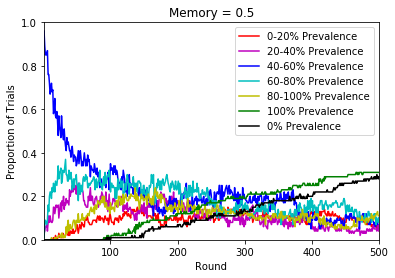 Memory = 0.5
Proportion of Trials
1.0
0.8
0.6
0.4
0.2
0.0
0-20% Prevalence
20-40% Prevalence
40-60% Prevalence
60-80% Prevalence
80-100% Prevalence
100% Prevalence
0% Prevalence
100 200 300 400 500
Round